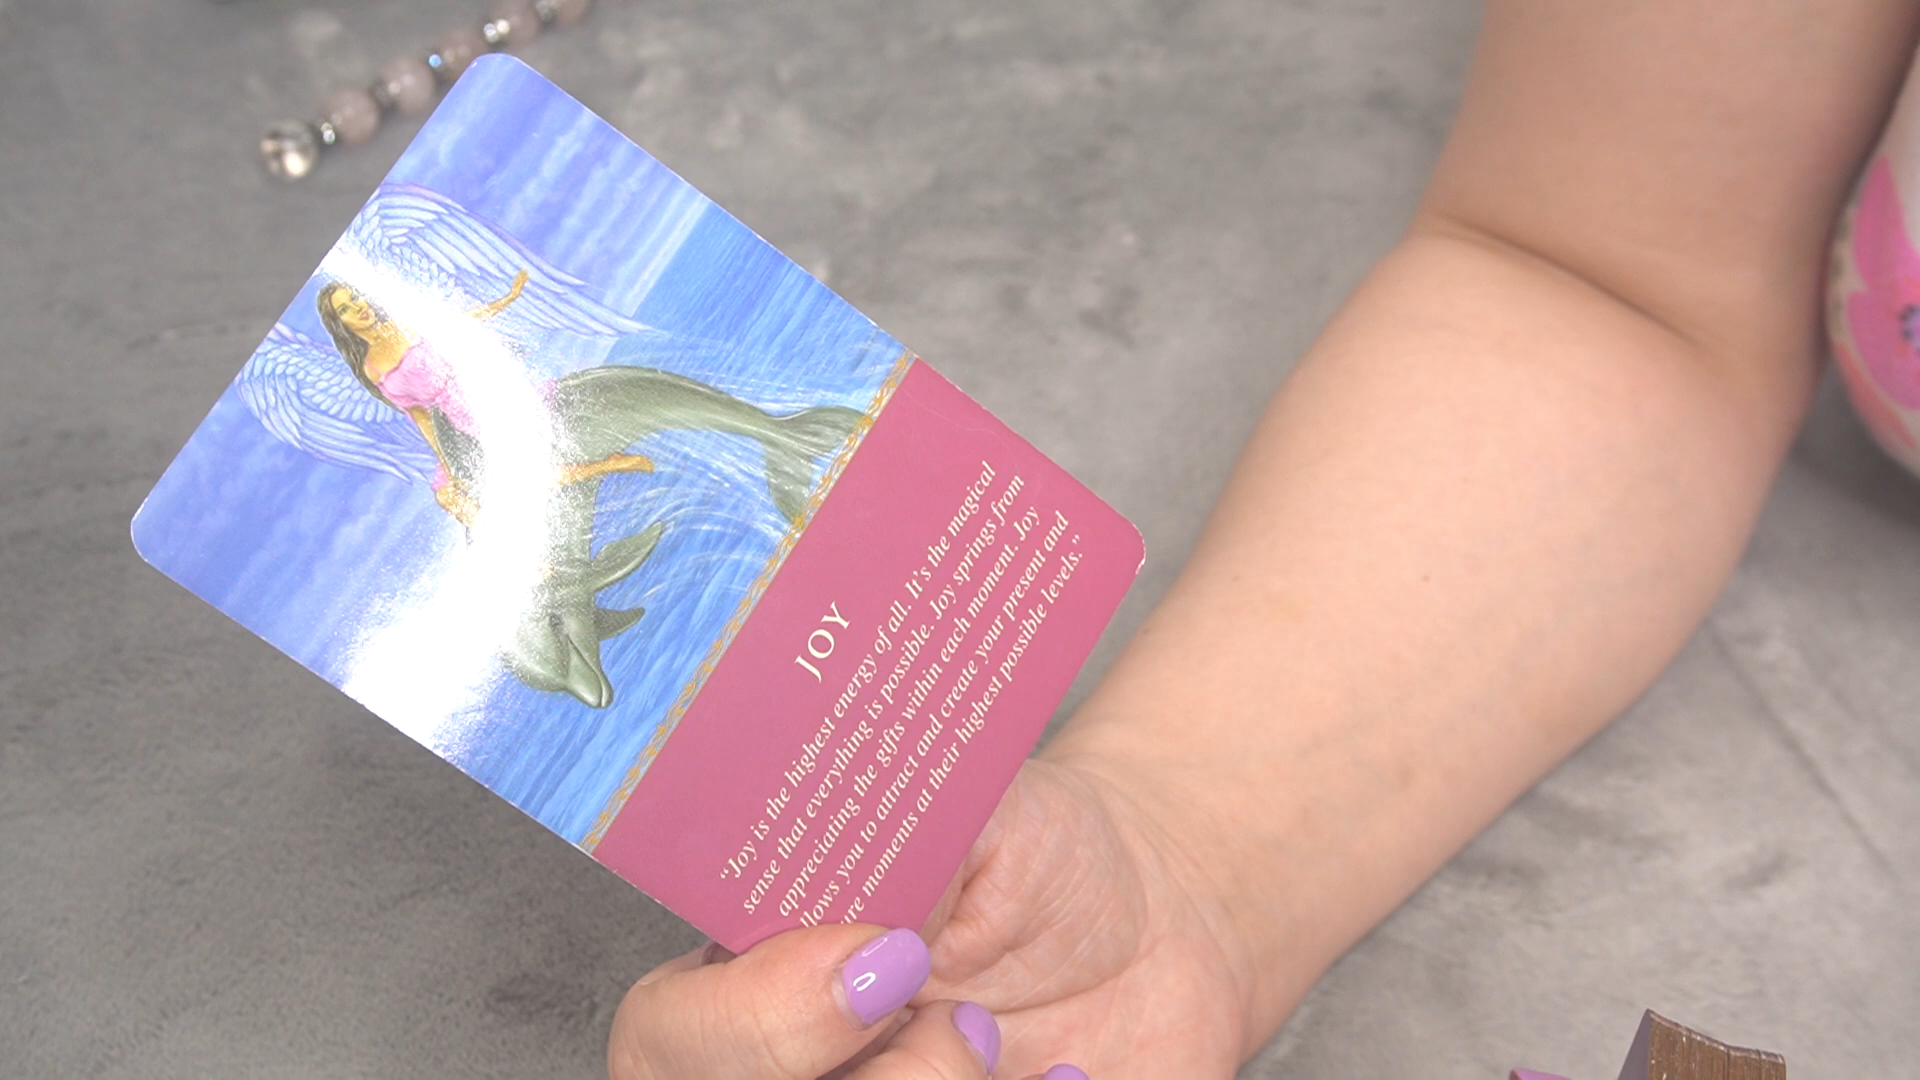 JOY
“Joy is the highest energy of all. It’s the magical
sense that everything is possible. Joy springs from
appreciating the gifts within each moment. Joy
llows you to attract and create your present and
ure moments at their highest possible levels.”